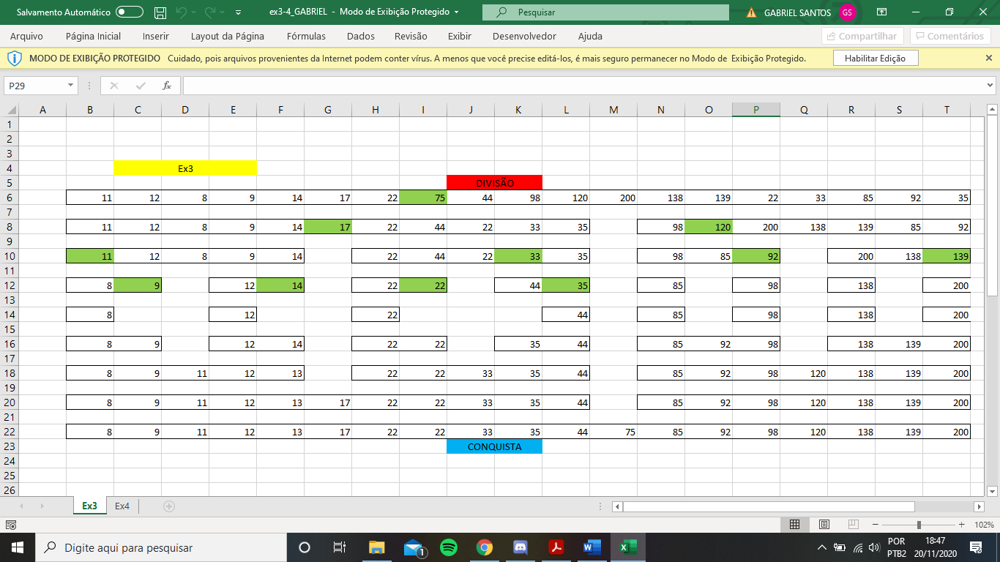 Salvamento Automático
ex3-4_GABRIEL - Modo de Exibição Protegido
Pesquisar
GABRIEL SANTOS
GS
Arquivo Página Inicial Inserir Layout da Página Fórmulas Dados Revisão Exibir Desenvolvedor Ajuda
Compartilhar Comentários
MODO DE EXIBIÇÃO PROTEGIDO Cuidado, pois arquivos provenientes da Internet podem conter vírus. A menos que você precise editá-los, é mais seguro permanecer no Modo de Exibição Protegido.
Habilitar Edição
P29 fx
A B C D E F G H I J K L M N O P Q R S T
1
2
3
4 Ex3
5 DIVISÃO
6 11 12 8 9 14 17 22 75 44 98 120 200 138 139 22 33 85 92 35
7
8 11 12 8 9 14 17 22 44 22 33 35 98 120 200 138 139 85 92
9
10 11 12 8 9 14 22 44 22 33 35 98 85 92 200 138 139
11
12 8 9 12 14 22 22 44 35 85 98 138 200
13
14 8 12 22 44 85 98 138 200
15
16 8 9 12 14 22 22 35 44 85 92 98 138 139 200
17
18 8 9 11 12 13 22 22 33 35 44 85 92 98 120 138 139 200
19
20 8 9 11 12 13 17 22 22 33 35 44 85 92 98 120 138 139 200
21
22 8 9 11 12 13 17 22 22 33 35 44 75 85 92 98 120 138 139 200
23 CONQUISTA
24
25
26
Ex3 Ex4
102%
Digite aqui para pesquisar
1
POR
PTB2
18:47
20/11/2020